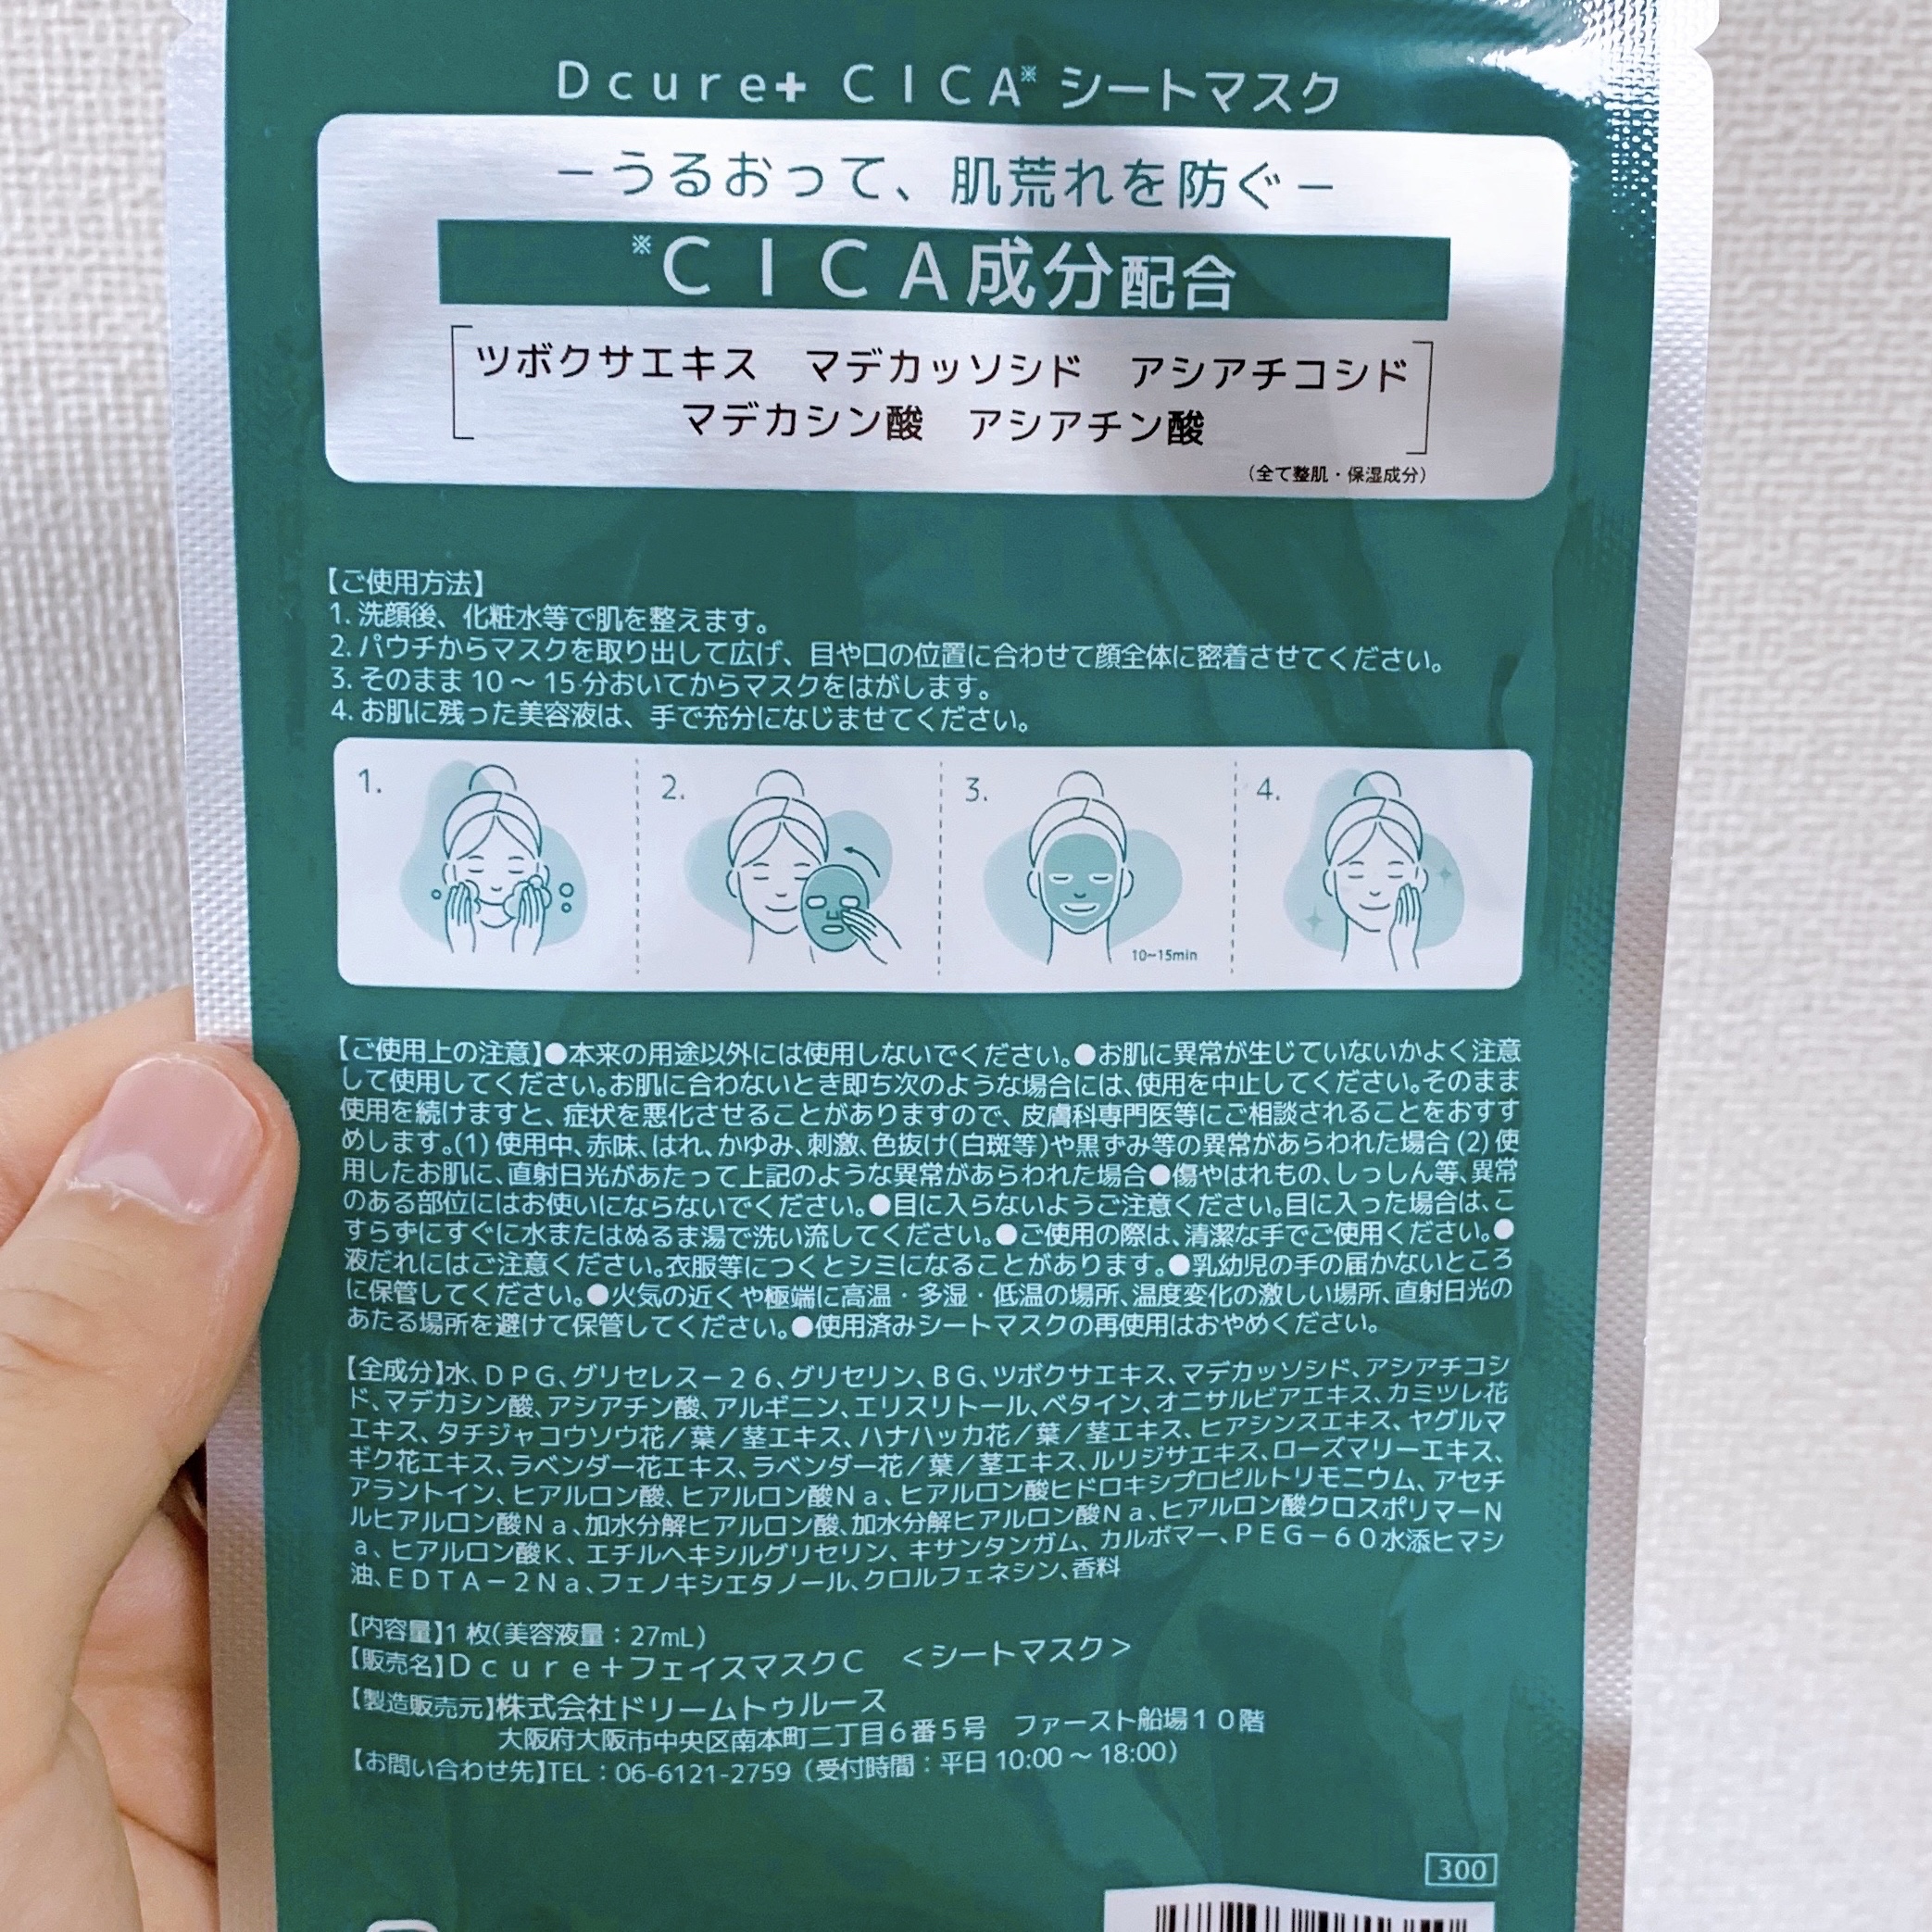 Dcure+ CICA※ シートマスク
−うるおって、肌荒れを防ぐ−
※CICA成分配合
ツボクサエキス　マデカッソシド　アシアチコシド
マデカシン酸　アシアチン酸
(全て整肌・保湿成分)
【ご使用方法】
1. 洗顔後、化粧水等で肌を整えます。
2. パウチからマスクを取り出して広げ、目や口の位置に合わせて顔全体に密着させてください。
3. そのまま 10 〜 15 分おいてからマスクをはがします。
4. お肌に残った美容液は、手で充分になじませてください。
1.
2.
3.
4.
10~15min
【ご使用上の注意】●本来の用途以外には使用しないでください。●お肌に異常が生じていないかよく注意
して使用してください。お肌に合わないとき即ち次のような場合には、使用を中止してください。そのまま
使用を続けますと、症状を悪化させることがありますので、皮膚科専門医等にご相談されることをおすす
めします。(1) 使用中、赤味、はれ、かゆみ、刺激、色抜け(白斑等)や黒ずみ等の異常があらわれた場合 (2) 使
用したお肌に、直射日光があたって上記のような異常があらわれた場合●傷やはれもの、しっしん等、異常
のある部位にはお使いにならないでください。●目に入らないようご注意ください。目に入った場合は、こ
すらずにすぐに水またはぬるま湯で洗い流してください。●ご使用の際は、清潔な手でご使用ください。●
液だれにはご注意ください。衣服等につくとシミになることがあります。●乳幼児の手の届かないところ
に保管してください。●火気の近くや極端に高温・多湿・低温の場所、温度変化の激しい場所、直射日光の
あたる場所を避けて保管してください。●使用済みシートマスクの再使用はおやめください。
【全成分】水、DPG、グリセレス−26、グリセリン、BG、ツボクサエキス、マデカッソシド、アシアチコシ
ド、マデカシン酸、アシアチン酸、アルギニン、エリスリトール、ベタイン、オニサルビアエキス、カミツレ花
エキス、タチジャコウソウ花／葉／茎エキス、ハナハッカ花／葉／茎エキス、ヒアシンスエキス、ヤグルマ
ギク花エキス、ラベンダー花エキス、ラベンダー花／葉／茎エキス、ルリジサエキス、ローズマリーエキス、
アラントイン、ヒアルロン酸、ヒアルロン酸Na、ヒアルロン酸ヒドロキシプロピルトリモニウム、アセチ
ルヒアルロン酸Na、加水分解ヒアルロン酸、加水分解ヒアルロン酸Na、ヒアルロン酸クロスポリマーN
a、ヒアルロン酸K、エチルヘキシルグリセリン、キサンタンガム、カルボマー、PEG−60水添ヒマシ
油、EDTA−2Na、フェノキシエタノール、クロルフェネシン、香料
【内容量】1 枚(美容液量：27mL)
【販売名】Dcure＋フェイスマスクC　＜シートマスク＞
【製造販売元】株式会社ドリームトゥルース
大阪府大阪市中央区南本町二丁目6番5号　ファースト船場10階
【お問い合わせ先】TEL：06-6121-2759（受付時間：平日 10:00 〜 18:00）
300